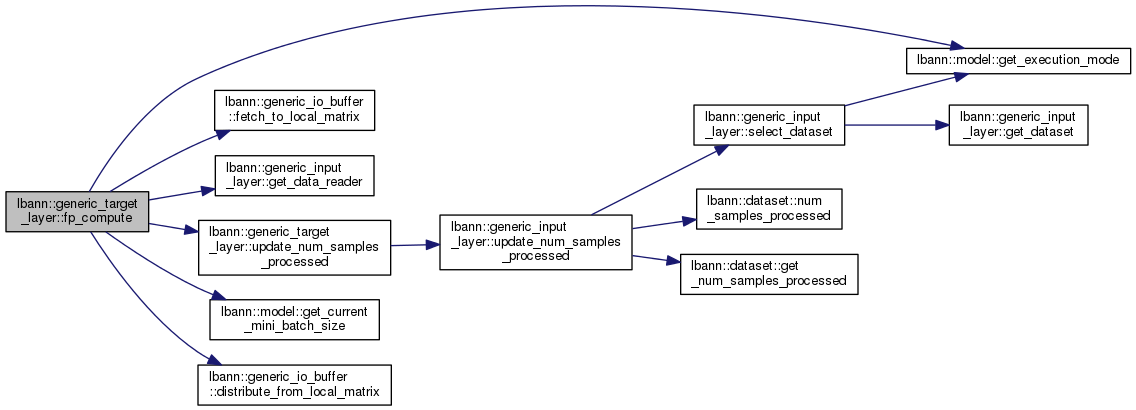 lbann::generic_target
_layer::fp_compute
lbann::generic_io_buffer
::fetch_to_local_matrix
lbann::generic_input
_layer::get_data_reader
lbann::generic_target
_layer::update_num_samples
_processed
lbann::model::get_current
_mini_batch_size
lbann::generic_io_buffer
::distribute_from_local_matrix
lbann::generic_input
_layer::update_num_samples
_processed
lbann::generic_input
_layer::select_dataset
lbann::dataset::num
_samples_processed
lbann::dataset::get
_num_samples_processed
lbann::model::get_execution_mode
lbann::generic_input
_layer::get_dataset